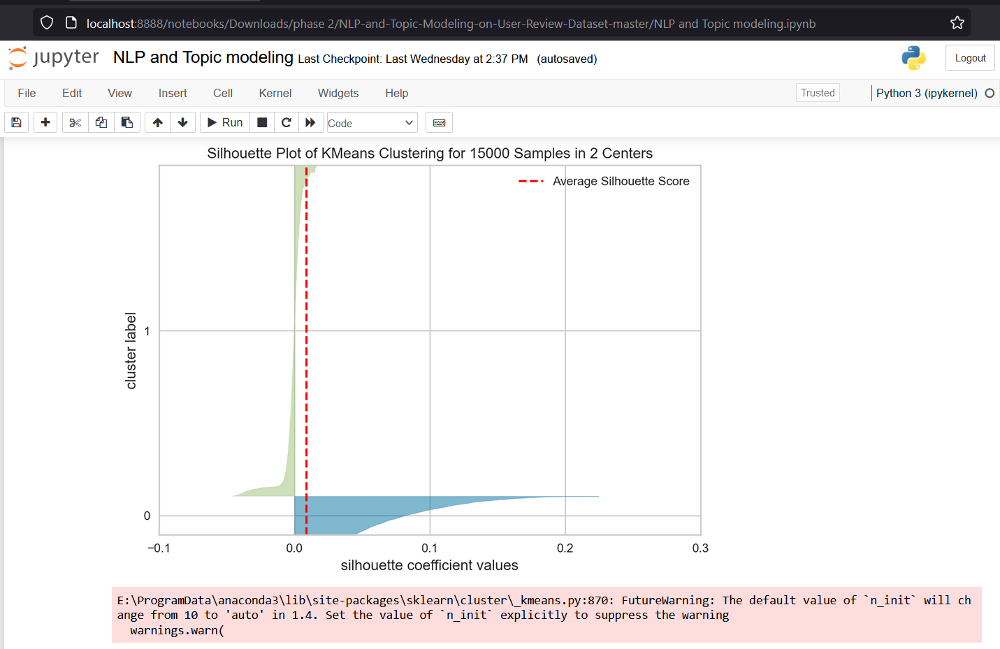 localhost:8888/notebooks/Downloads/phase 2/NLP-and-Topic-Modeling-on-User-Review-Dataset-master/NLP and Topic modeling.ipynb
jupyter NLP and Topic modeling Last Checkpoint: Last Wednesday at 2:37 PM (autosaved) Logout
File Edit View Insert Cell Kernel Widgets Help Trusted Python 3 (ipykernel)
Run Code
Silhouette Plot of KMeans Clustering for 15000 Samples in 2 Centers
Average Silhouette Score
cluster label
1
0
−0.1 0.0 0.1 0.2 0.3
silhouette coefficient values
E:\ProgramData\anaconda3\lib\site-packages\sklearn\cluster\_kmeans.py:870: FutureWarning: The default value of `n_init` will ch
ange from 10 to 'auto' in 1.4. Set the value of `n_init` explicitly to suppress the warning
warnings.warn(